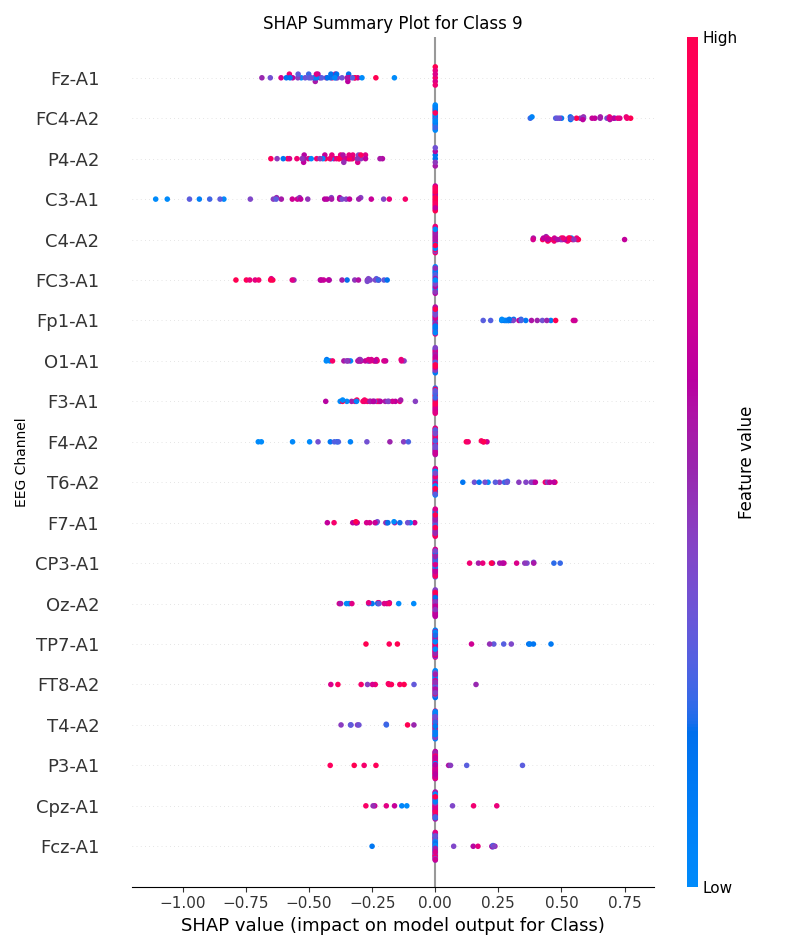 SHAP Summary Plot for Class 9
High
Fz-A1
FC4-A2
P4-A2
C3-A1
C4-A2
FC3-A1
Fp1-A1
O1-A1
F3-A1
F4-A2
T6-A2
F7-A1
CP3-A1
Oz-A2
TP7-A1
FT8-A2
T4-A2
P3-A1
Cpz-A1
Fcz-A1
EEG Channel
Feature value
Low
−1.00 −0.75 −0.50 −0.25 0.00 0.25 0.50 0.75
SHAP value (impact on model output for Class)